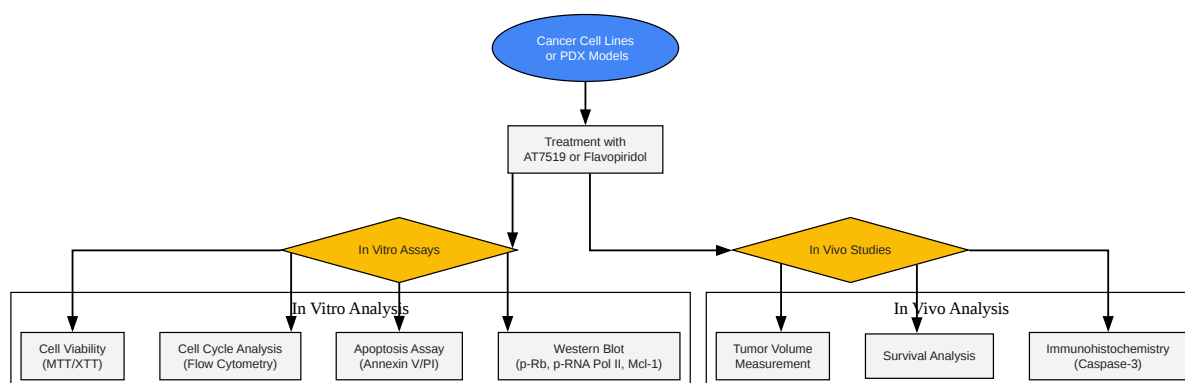 Cancer Cell Lines
or PDX Models
Treatment with
AT7519 or Flavopiridol
In Vitro Assays
In Vivo Studies
In Vitro Analysis
In Vivo Analysis
Cell Viability
(MTT/XTT)
Cell Cycle Analysis
(Flow Cytometry)
Apoptosis Assay
(Annexin V/PI)
Western Blot
(p-Rb, p-RNA Pol II, Mcl-1)
Tumor Volume
Measurement
Survival Analysis
Immunohistochemistry
(Caspase-3)